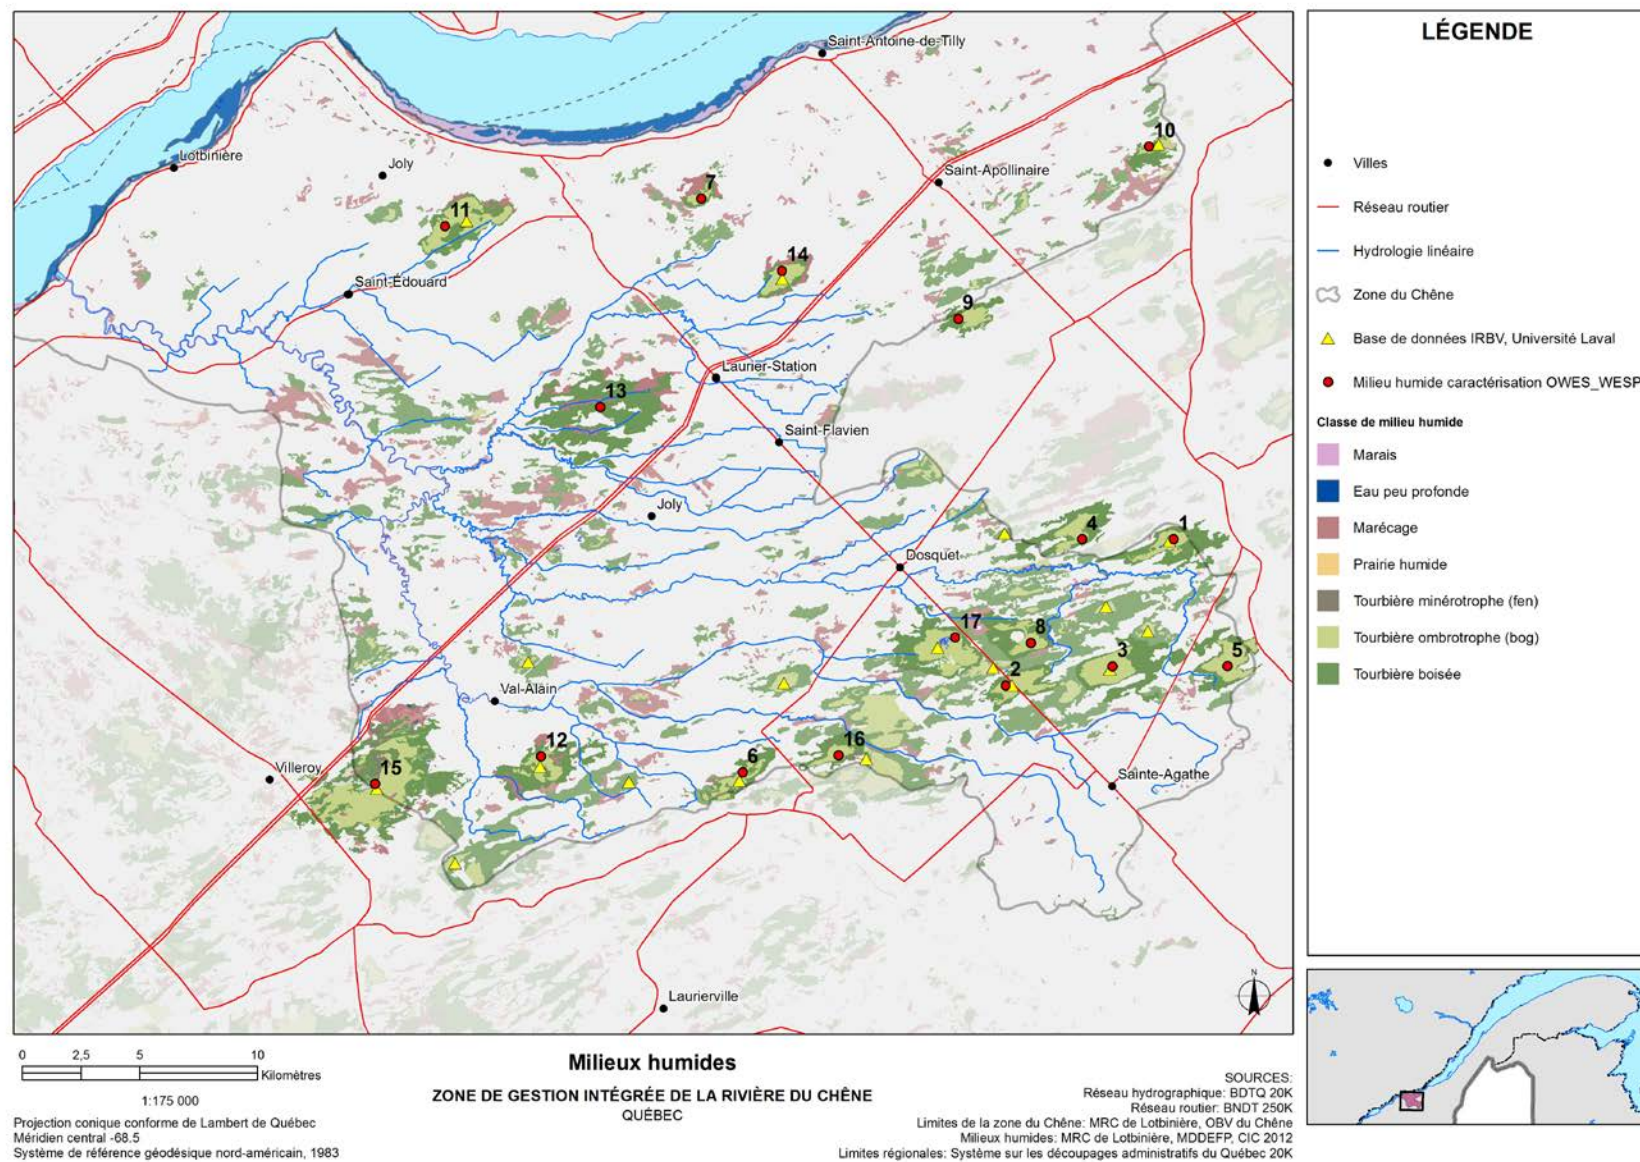 Saint-Antoine-de-Tilly
10
Lotbinière
Joly
7
Saint-Apollinaire
11
14
Saint-Édouard
9
Laurier-Station
13
Saint-Flavien
Joly
4
1
Dosquet
17
8
3
5
2
Val-Alain
12
16
6
15
Villeroy
Sainte-Agathe
Laurierville
N
LÉGENDE
Villes
Réseau routier
Hydrologie linéaire
Zone du Chêne
Base de données IRBV, Université Laval
Milieu humide caractérisation OWES_WESP
Classe de milieu humide
Marais
Eau peu profonde
Marécage
Prairie humide
Tourbière minérotrophe (fen)
Tourbière ombrotrophe (bog)
Tourbière boisée
0 2,5 5 10
Kilomètres
1:175 000
Projection conique conforme de Lambert de Québec
Méridien central -68.5
Système de référence géodésique nord-américain, 1983
Milieux humides
ZONE DE GESTION INTÉGRÉE DE LA RIVIÈRE DU CHÊNE
QUÉBEC
SOURCES:
Réseau hydrographique: BDTQ 20K
Réseau routier: BNDT 250K
Limites de la zone du Chêne: MRC de Lotbinière, OBV du Chêne
Milieux humides: MRC de Lotbinière, MDDEFP, CIC 2012
Limites régionales: Système sur les découpages administratifs du Québec 20K